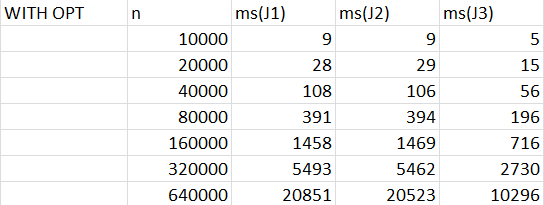 WITH OPT n ms(J1) ms(J2) ms(J3)
10000 9 9 5
20000 28 29 15
40000 108 106 56
80000 391 394 196
160000 1458 1469 716
320000 5493 5462 2730
640000 20851 20523 10296